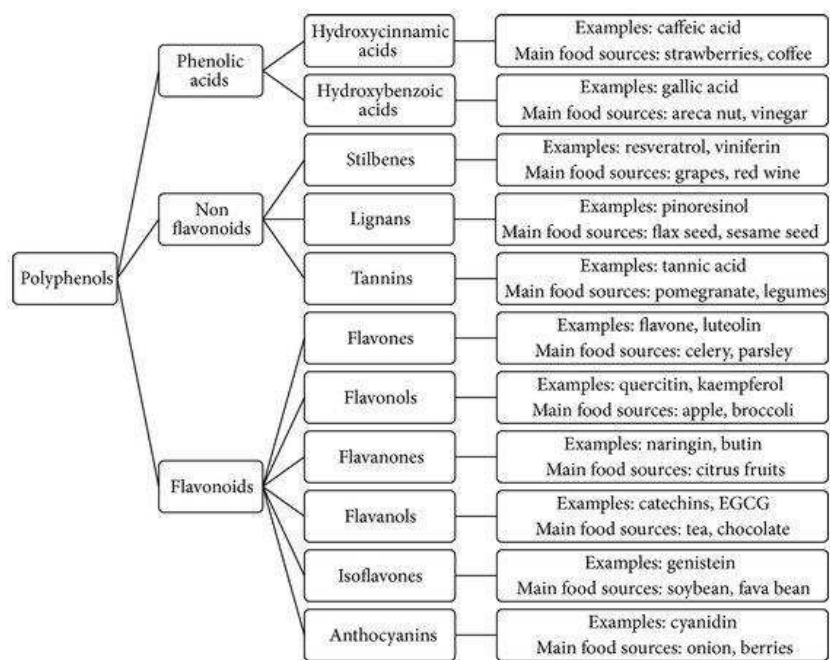 Polyphenols
Phenolic
acids
Hydroxycinnamic
acids
Examples: caffeic acid
Main food sources: strawberries, coffee
Hydroxybenzoic
acids
Examples: gallic acid
Main food sources: areca nut, vinegar
Non
flavonoids
Stilbenes
Examples: resveratrol, viniferin
Main food sources: grapes, red wine
Lignans
Examples: pinoresinol
Main food sources: flax seed, sesame seed
Tannins
Examples: tannic acid
Main food sources: pomegranate, legumes
Flavonoids
Flavones
Examples: flavone, luteolin
Main food sources: celery, parsley
Flavonols
Examples: quercitin, kaempferol
Main food sources: apple, broccoli
Flavanones
Examples: naringin, butin
Main food sources: citrus fruits
Flavanols
Examples: catechins, EGCG
Main food sources: tea, chocolate
Isoflavones
Examples: genistein
Main food sources: soybean, fava bean
Anthocyanins
Examples: cyanidin
Main food sources: onion, berries